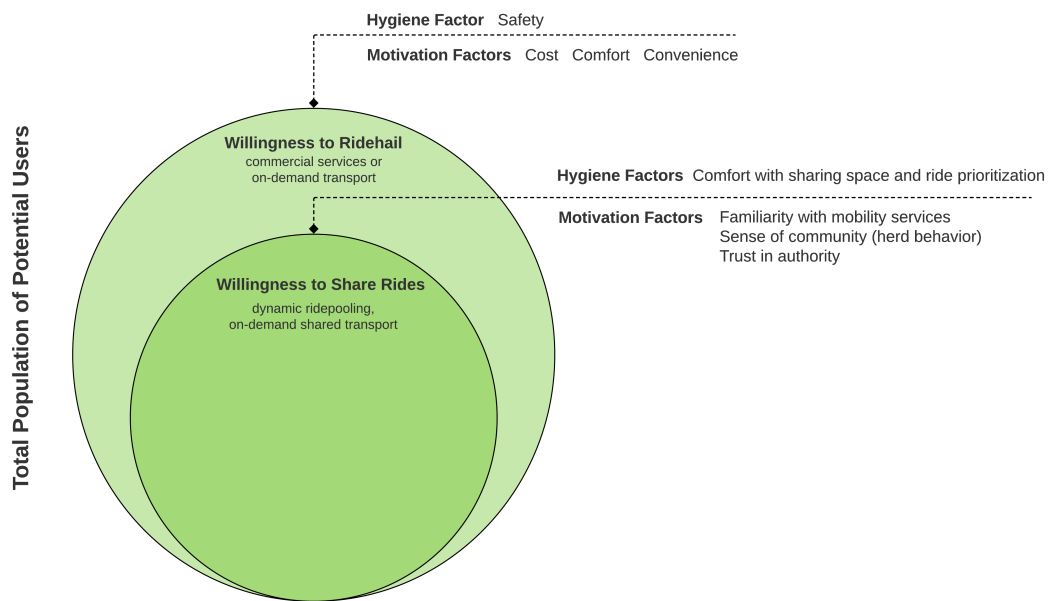 Hygiene Factor Safety
Motivation Factors Cost Comfort Convenience
Total Population of Potential Users
Willingness to Ridehail
commercial services or
on-demand transport
Hygiene Factors Comfort with sharing space and ride prioritization
Motivation Factors Familiarity with mobility services
Sense of community (herd behavior)
Trust in authority
Willingness to Share Rides
dynamic ridepooling,
on-demand shared transport